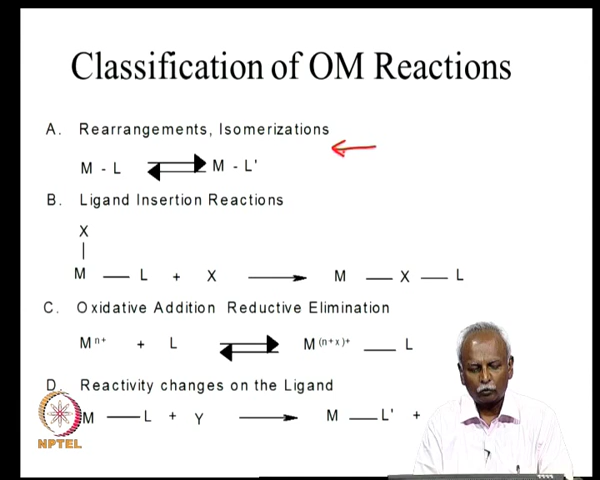 Classification of OM Reactions
A. Rearrangements, Isomerizations
M - L M - L'
B. Ligand Insertion Reactions
X
M L + X M X L
C. Oxidative Addition Reductive Elimination
M n+ + L M (n+x)+ L
D. Reactivity changes on the Ligand
M L + Y M L' +
NPTEL